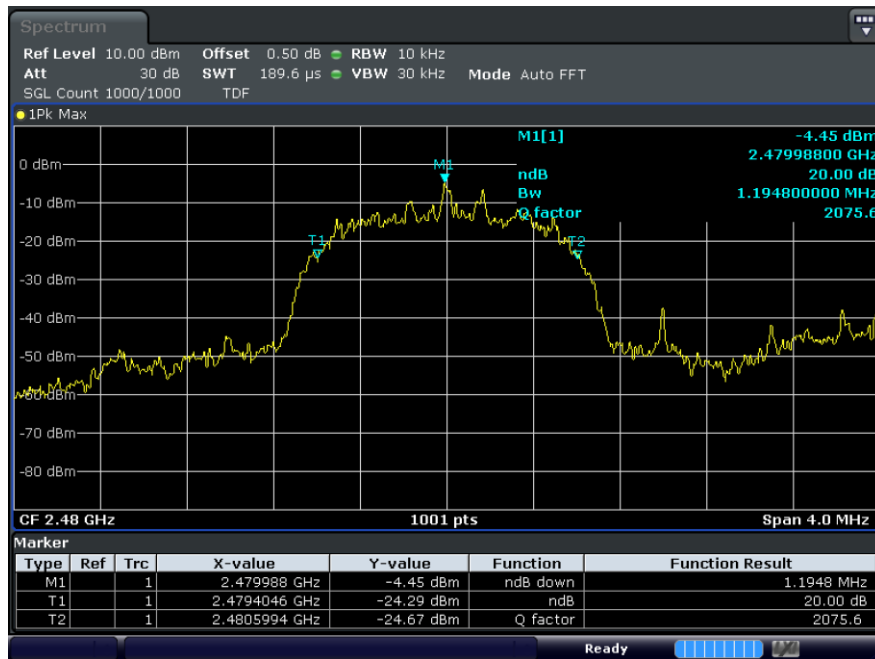 Spectrum
Ref Level 10.00 dBm Offset 0.50 dB RBW 10 kHz
Att 30 dB SWT 189.6 µs VBW 30 kHz Mode Auto FFT
SGL Count 1000/1000 TDF
1Pk Max
M1[1] -4.45 dBm
2.47998800 GHz
0 dBm
M1
ndB 20.00 dB
Bw 1.194800000 MHz
-10 dBm
Q factor 2075.6
-20 dBm
T1
T2
-30 dBm
-40 dBm
-50 dBm
-60 dBm
-70 dBm
-80 dBm
CF 2.48 GHz 1001 pts Span 4.0 MHz
Marker
Type Ref Trc X-value Y-value Function Function Result
M1 1 2.479988 GHz -4.45 dBm ndB down 1.1948 MHz
T1 1 2.4794046 GHz -24.29 dBm ndB 20.00 dB
T2 1 2.4805994 GHz -24.67 dBm Q factor 2075.6
Ready